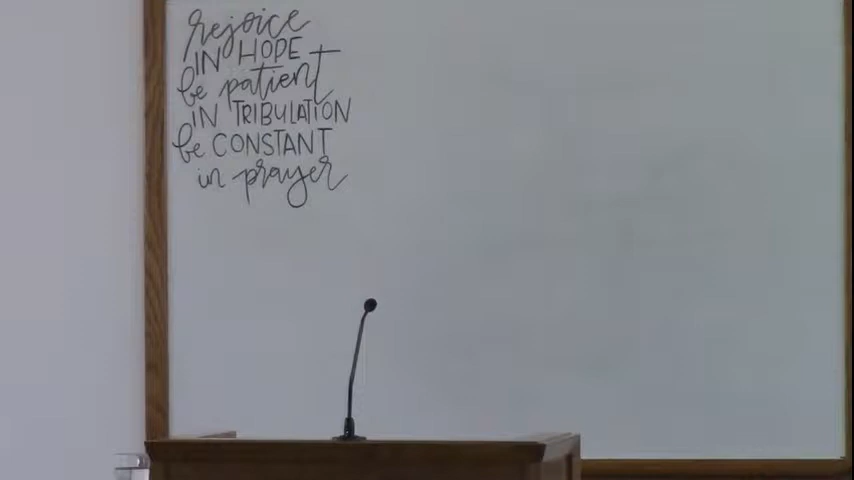 rejoice
IN HOPE
be patient
IN TRIBULATION
be CONSTANT
in prayer